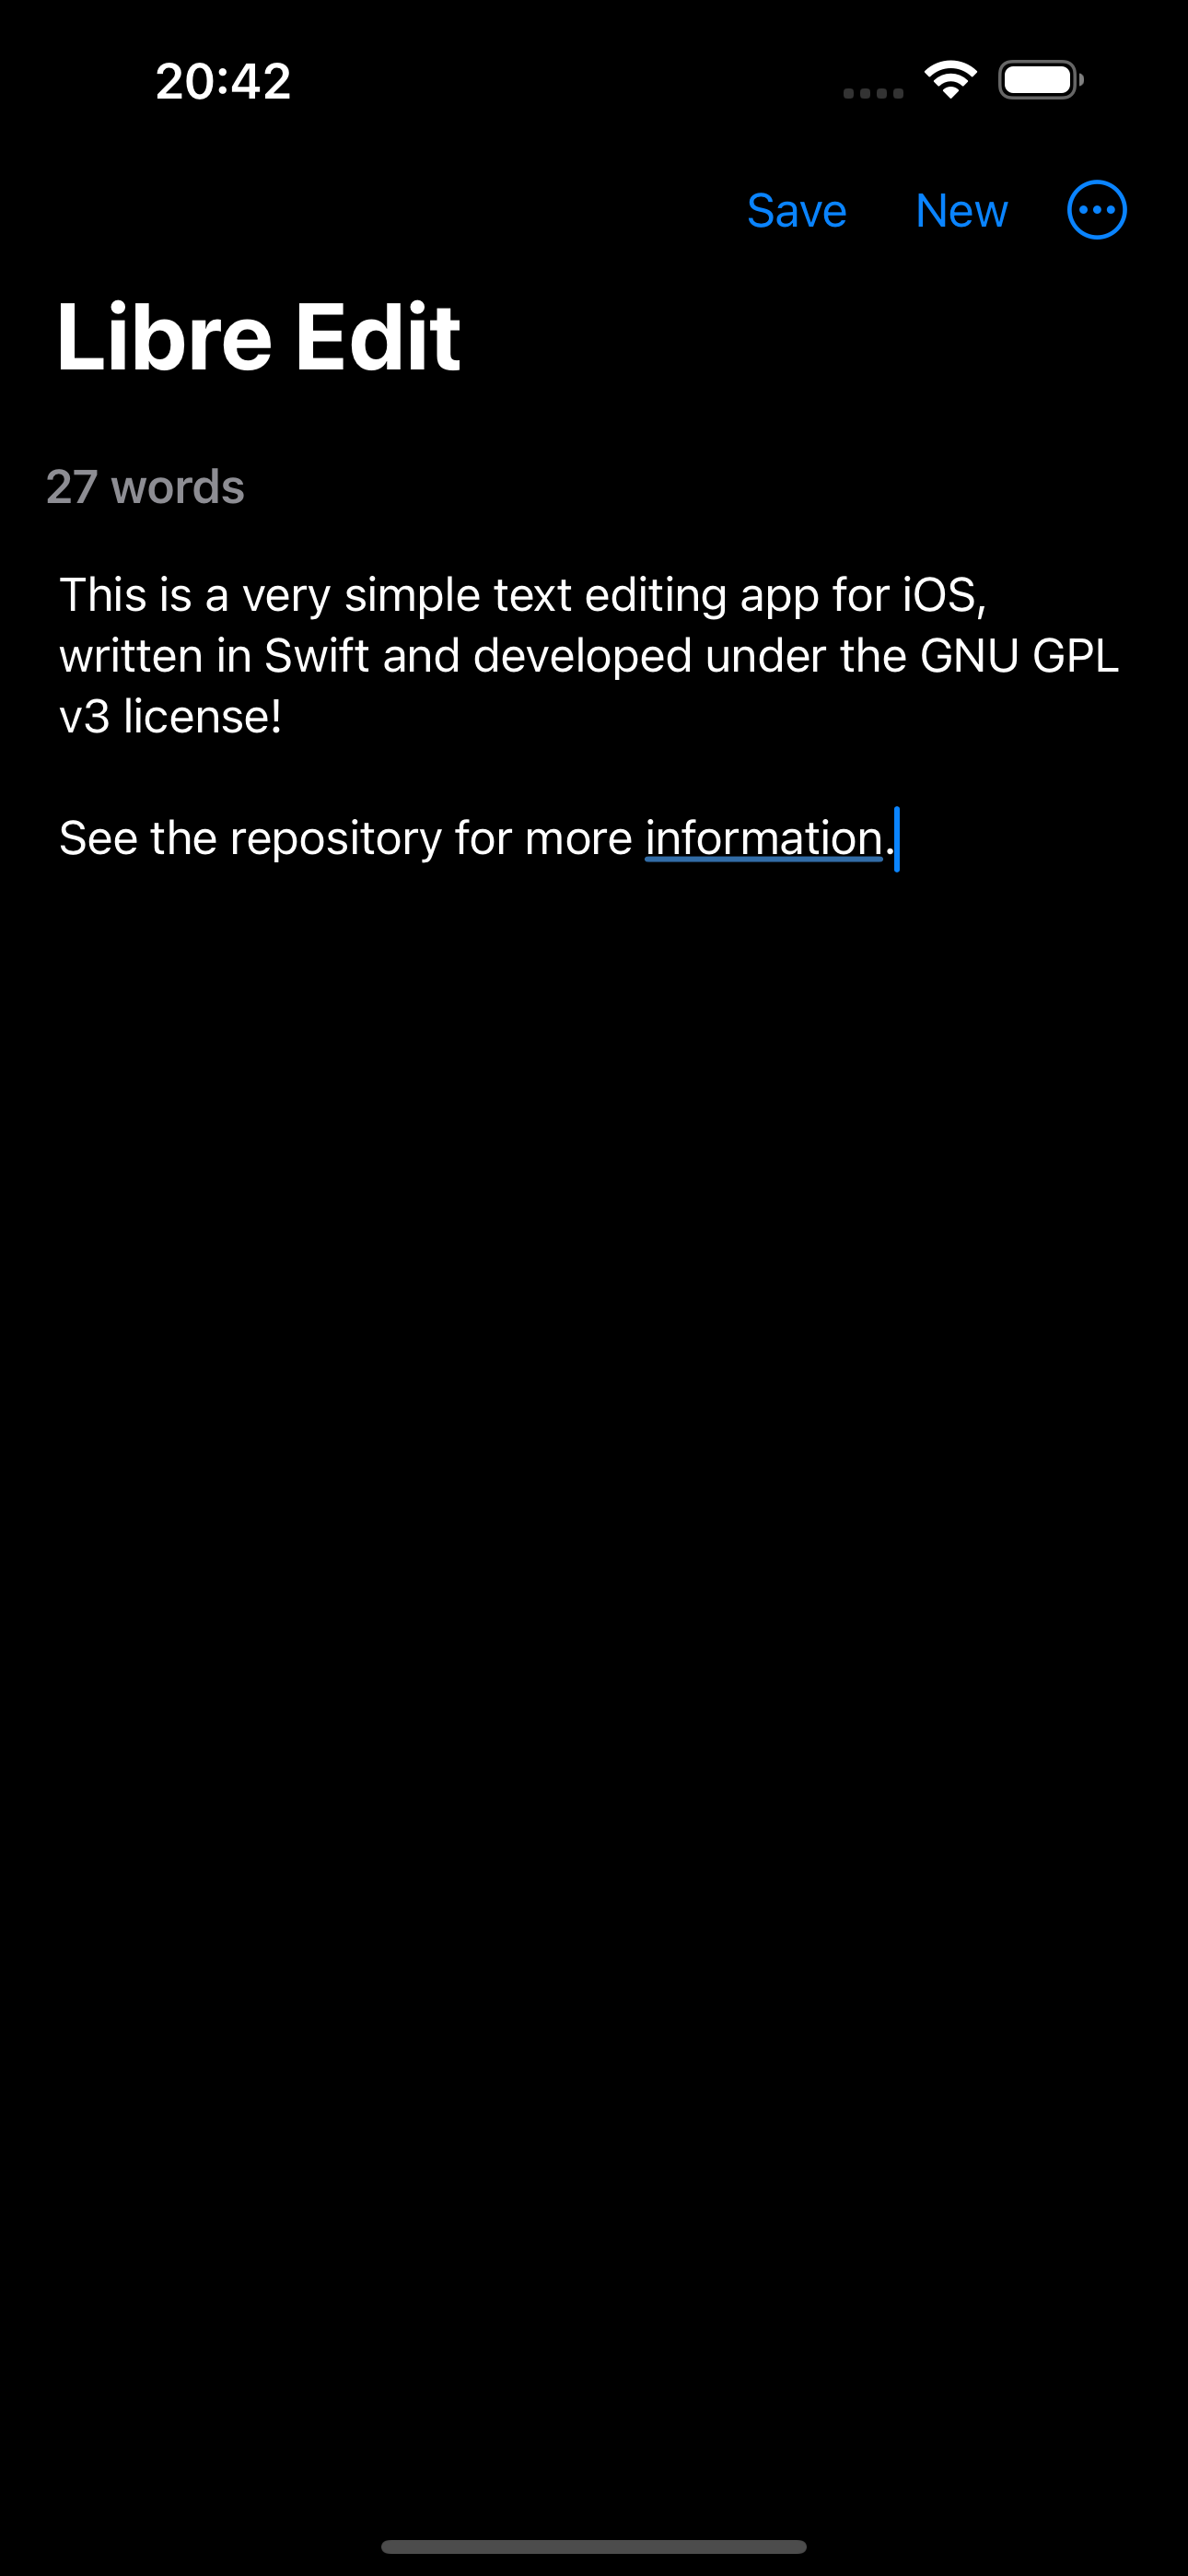 20:42
Save New
Libre Edit
27 words
This is a very simple text editing app for iOS,
written in Swift and developed under the GNU GPL
v3 license!
See the repository for more information.